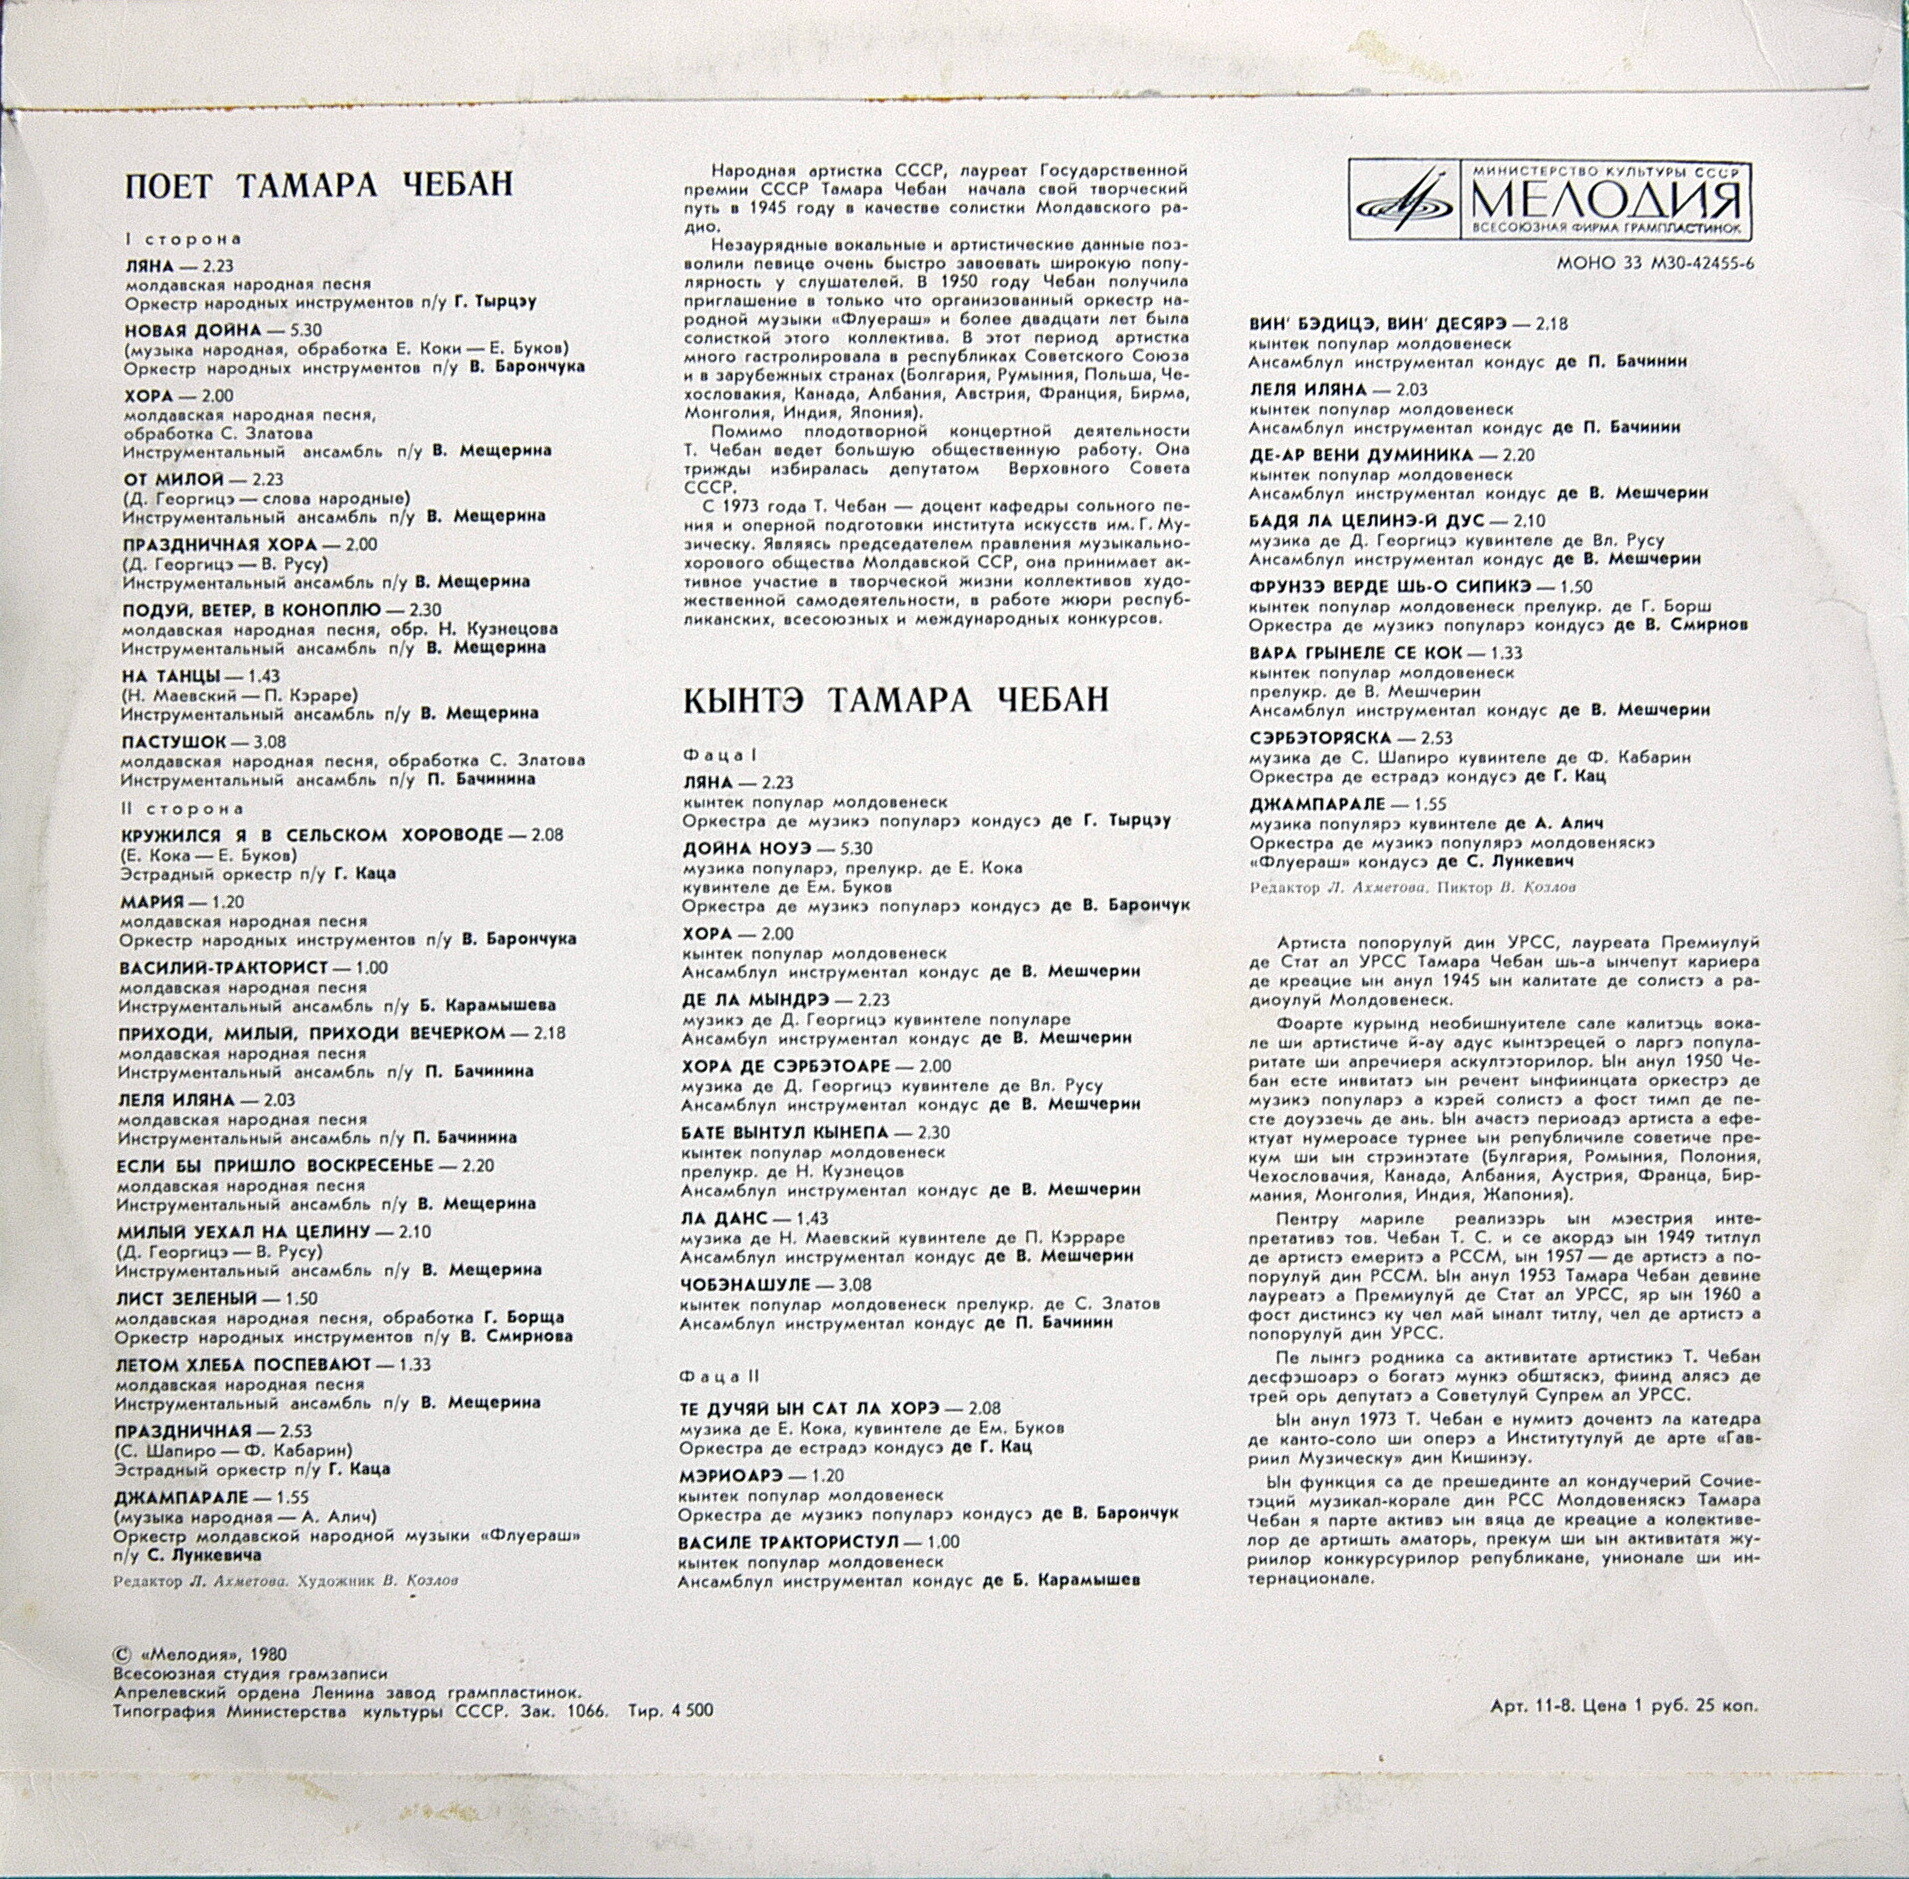 ПОЕТ ТАМАРА ЧЕБАН
I сторона
ЛЯНА — 2.23
молдавская народная песня
Оркестр народных инструментов п/у Г. Тырцэу
НОВАЯ ДОЙНА — 5.30
(музыка народная, обработка Е. Коки — Е. Буков)
Оркестр народных инструментов п/у В. Барончука
ХОРА — 2.00
молдавская народная песня,
обработка С. Златова
Инструментальный ансамбль п/у В. Мещерина
ОТ МИЛОЙ — 2.23
(Д. Георгицэ — слова народные)
Инструментальный ансамбль п/у В. Мещерина
ПРАЗДНИЧНАЯ ХОРА — 2.00
(Д. Георгицэ — В. Русу)
Инструментальный ансамбль п/у В. Мещерина
ПОДУЙ, ВЕТЕР, В КОНОПЛЮ — 2.30
молдавская народная песня, обр. Н. Кузнецова
Инструментальный ансамбль п/у В. Мещерина
НА ТАНЦЫ — 1.43
(Н. Маевский — П. Кэраре)
Инструментальный ансамбль п/у В. Мещерина
ПАСТУШОК — 3.08
молдавская народная песня, обработка С. Златова
Инструментальный ансамбль п/у П. Бачинина
II сторона
КРУЖИЛСЯ Я В СЕЛЬСКОМ ХОРОВОДЕ — 2.08
(Е. Кока — Е. Буков)
Эстрадный оркестр п/у Г. Каца
МАРИЯ — 1.20
молдавская народная песня
Оркестр народных инструментов п/у В. Барончука
ВАСИЛИЙ-ТРАКТОРИСТ — 1.00
молдавская народная песня
Инструментальный ансамбль п/у Б. Карамышева
ПРИХОДИ, МИЛЫЙ, ПРИХОДИ ВЕЧЕРКОМ — 2.18
молдавская народная песня
Инструментальный ансамбль п/у П. Бачинина
ЛЕЛЯ ИЛЯНА — 2.03
молдавская народная песня
Инструментальный ансамбль п/у П. Бачинина
ЕСЛИ БЫ ПРИШЛО ВОСКРЕСЕНЬЕ — 2.20
молдавская народная песня
Инструментальный ансамбль п/у В. Мещерина
МИЛЫЙ УЕХАЛ НА ЦЕЛИНУ — 2.10
(Д. Георгицэ — В. Русу)
Инструментальный ансамбль п/у В. Мещерина
ЛИСТ ЗЕЛЕНЫЙ — 1.50
молдавская народная песня, обработка Г. Борща
Оркестр народных инструментов п/у В. Смирнова
ЛЕТОМ ХЛЕБА ПОСПЕВАЮТ — 1.33
молдавская народная песня
Инструментальный ансамбль п/у В. Мещерина
ПРАЗДНИЧНАЯ — 2.53
(С. Шапиро — Ф. Кабарин)
Эстрадный оркестр п/у Г. Каца
ДЖАМПАРАЛЕ — 1.55
(музыка народная — А. Алич)
Оркестр молдавской народной музыки «Флуераш»
п/у С. Лункевича
Редактор Л. Ахметова. Художник В. Козлов
© «Мелодия», 1980
Всесоюзная студия грамзаписи
Апрелевский ордена Ленина завод грампластинок.
Типография Министерства культуры СССР. Зак. 1066. Тир. 4 500
Народная артистка СССР, лауреат Государственной
премии СССР Тамара Чебан начала свой творческий
путь в 1945 году в качестве солистки Молдавского ра-
дио.
Незаурядные вокальные и артистические данные поз-
волили певице очень быстро завоевать широкую попу-
лярность у слушателей. В 1950 году Чебан получила
приглашение в только что организованный оркестр на-
родной музыки «Флуераш» и более двадцати лет была
солисткой этого коллектива. В этот период артистка
много гастролировала в республиках Советского Союза
и в зарубежных странах (Болгария, Румыния, Польша, Че-
хословакия, Канада, Албания, Австрия, Франция, Бирма,
Монголия, Индия, Япония).
Помимо плодотворной концертной деятельности
Т. Чебан ведет большую общественную работу. Она
трижды избиралась депутатом Верховного Совета
СССР.
С 1973 года Т. Чебан — доцент кафедры сольного пе-
ния и оперной подготовки института искусств им. Г. Му-
зическу. Являясь председателем правления музыкально-
хорового общества Молдавской ССР, она принимает ак-
тивное участие в творческой жизни коллективов худо-
жественной самодеятельности, в работе жюри респуб-
ликанских, всесоюзных и международных конкурсов.
КЫНТЭ ТАМАРА ЧЕБАН
Фаца I
ЛЯНА — 2.23
кынтек популар молдовенеск
Оркестра де музикэ популарэ кондусэ де Г. Тырцэу
ДОЙНА НОУЭ — 5.30
музика популарэ, прелукр. де Е. Кока
кувинтеле де Ем. Буков
Оркестра де музикэ популарэ кондусэ де В. Барончук
ХОРА — 2.00
кынтек популар молдовенеск
Ансамблул инструментал кондус де В. Мешчерин
ДЕ ЛА МЫНДРЭ — 2.23
музикэ де Д. Георгицэ кувинтеле популаре
Ансамбул инструментал кондус де В. Мешчерин
ХОРА ДЕ СЭРБЭТОАРЕ — 2.00
музика де Д. Георгицэ кувинтеле де Вл. Русу
Ансамблул инструментал кондус де В. Мешчерин
БАТЕ ВЫНТУЛ КЫНЕПА — 2.30
кынтек популар молдовенеск
прелукр. де Н. Кузнецов
Ансамблул инструментал кондус де В. Мешчерин
ЛА ДАНС — 1.43
музика де Н. Маевский кувинтеле де П. Кэрраре
Ансамблул инструментал кондус де В. Мешчерин
ЧОБЭНАШУЛЕ — 3.08
кынтек популар молдовенеск прелукр. де С. Златов
Ансамблул инструментал кондус де П. Бачинин
Фаца II
ТЕ ДУЧЯЙ ЫН САТ ЛА ХОРЭ — 2.08
музика де Е. Кока, кувинтеле де Ем. Буков
Оркестра де естрадэ кондусэ де Г. Кац
МЭРИОАРЭ — 1.20
кынтек популар молдовенеск
Оркестра де музикэ популарэ кондусэ де В. Барончук
ВАСИЛЕ ТРАКТОРИСТУЛ — 1.00
кынтек популар молдовенеск
Ансамблул инструментал кондус де Б. Карамышев
МИНИСТЕРСТВО КУЛЬТУРЫ СССР
МЕЛОДИЯ
ВСЕСОЮЗНАЯ ФИРМА ГРАМПЛАСТИНОК
МОНО 33 М30-42455-6
ВИН' БЭДИЦЭ, ВИН' ДЕСЯРЭ — 2.18
кынтек популар молдовенеск
Ансамблул инструментал кондус де П. Бачинин
ЛЕЛЯ ИЛЯНА — 2.03
кынтек популар молдовенеск
Ансамблул инструментал кондус де П. Бачинин
ДЕ-АР ВЕНИ ДУМИНИКА — 2.20
кынтек популар молдовенеск
Ансамблул инструментал кондус де В. Мешчерин
БАДЯ ЛА ЦЕЛИНЭ-Й ДУС — 2.10
музика де Д. Георгицэ кувинтеле де Вл. Русу
Ансамблул инструментал кондус де В. Мешчерин
ФРУНЗЭ ВЕРДЕ ШЬ-О СИПИКЭ — 1.50
кынтек популар молдовенеск прелукр. де Г. Борш
Оркестра де музикэ популарэ кондусэ де В. Смирнов
ВАРА ГРЫНЕЛЕ СЕ КОК — 1.33
кынтек популар молдовенеск
прелукр. де В. Мешчерин
Ансамблул инструментал кондус де В. Мешчерин
СЭРБЭТОРЯСКА — 2.53
музика де С. Шапиро кувинтеле де Ф. Кабарин
Оркестра де естрадэ кондусэ де Г. Кац
ДЖАМПАРАЛЕ — 1.55
музика популярэ кувинтеле де А. Алич
Оркестра де музикэ популярэ молдовеняскэ
«Флуераш» кондусэ де С. Лункевич
Редактор Л. Ахметова. Пиктор В. Козлов
Артиста попорулуй дин УРСС, лауреата Премиулуй
де Стат ал УРСС Тамара Чебан шь-а ынчепут кариера
де креацие ын анул 1945 ын калитате де солистэ а ра-
диоулуй Молдовенеск.
Фоарте курынд необишнуителе сале калитэць вока-
ле ши артистиче й-ау адус кынтэрецей о ларгэ попула-
ритате ши апречиеря аскултэторилор. Ын анул 1950 Че-
бан есте инвитатэ ын речент ынфиинцата оркестрэ де
музикэ популарэ а кэрей солистэ а фост тимп де пе-
сте доуэзечь де ань. Ын ачастэ периоадэ артиста а ефе-
ктуат нумероасе турнее ын републичиле советиче пре-
кум ши ын стрэинэтате (Булгария, Ромыния, Полония,
Чехословачия, Канада, Албания, Аустрия, Франца, Бир-
мания, Монголия, Индия, Жапония).
Пентру мариле реализэрь ын мэестрия инте-
претативэ тов. Чебан Т. С. и се акордэ ын 1949 титлул
де артистэ емеритэ а РССМ, ын 1957 — де артистэ а по-
порулуй дин РССМ. Ын анул 1953 Тамара Чебан девине
лауреатэ а Премиулуй де Стат ал УРСС, яр ын 1960 а
фост дистинсэ ку чел май ыналт титлу, чел де артистэ а
попорулуй дин УРСС.
Пе лынгэ родника са активитате артистикэ Т. Чебан
десфэшоарэ о богатэ мункэ обштяскэ, фиинд алясэ де
трей орь депутатэ а Советулуй Супрем ал УРСС.
Ын анул 1973 Т. Чебан е нумитэ дочентэ ла катедра
де канто-соло ши оперэ а Институтулуй де арте «Гав-
риил Музическу» дин Кишинэу.
Ын функция са де прешединте ал кондучерий Сочие-
тэций музикал-корале дин РСС Молдовеняскэ Тамара
Чебан я парте активэ ын вяца де креацие а колективе-
лор де артишть аматорь, прекум ши ын активитатя жу-
риилор конкурсурилор републикане, унионале ши ин-
тернационале.
Арт. 11-8. Цена 1 руб. 25 коп.